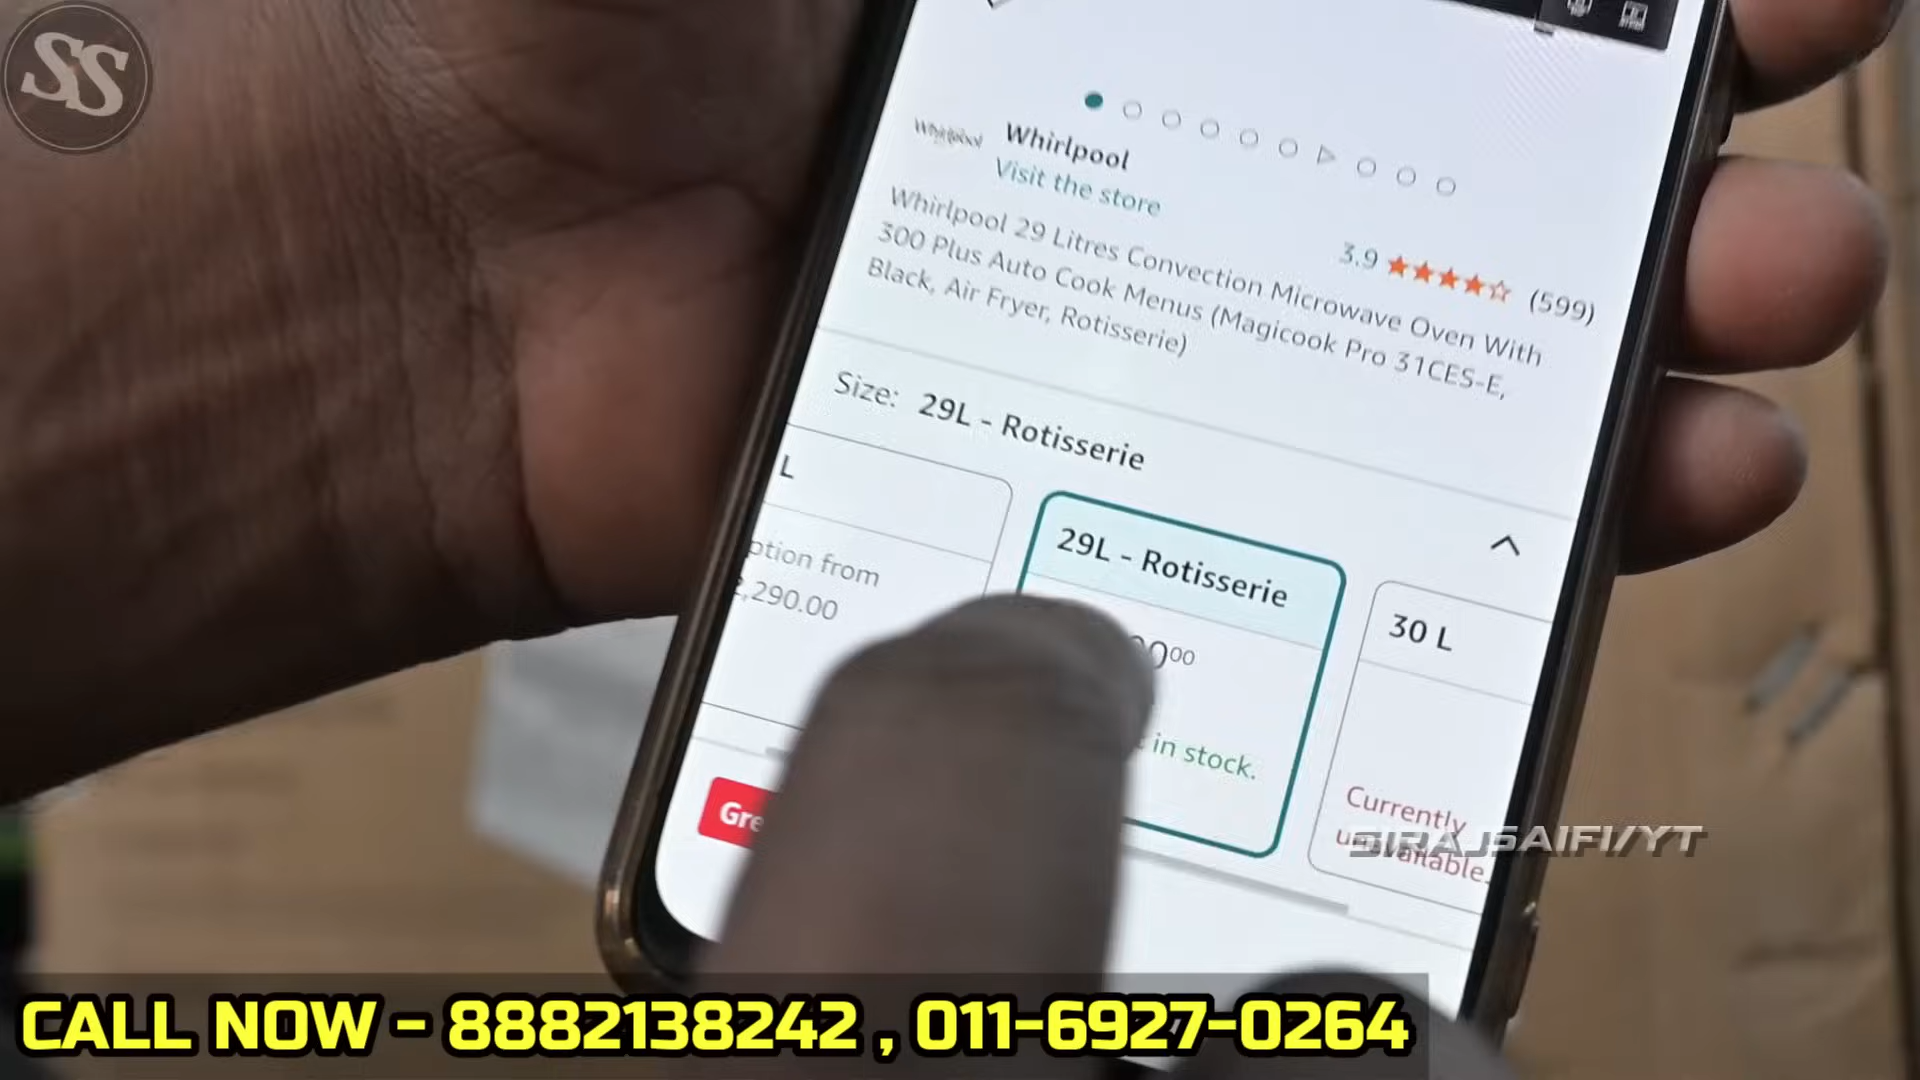 SS
Whirlpool
Whirlpool
Visit the store
3.9 (599)
Whirlpool 29 Litres Convection Microwave Oven With
300 Plus Auto Cook Menus (Magicook Pro 31CES-E,
Black, Air Fryer, Rotisserie)
Size: 29L - Rotisserie
L
29L - Rotisserie
30 L
from
,290.00
00
in stock.
Currently
unavailable.
Gre
SIRAJSAIFI/YT
CALL NOW - 8882138242 , 011-6927-0264